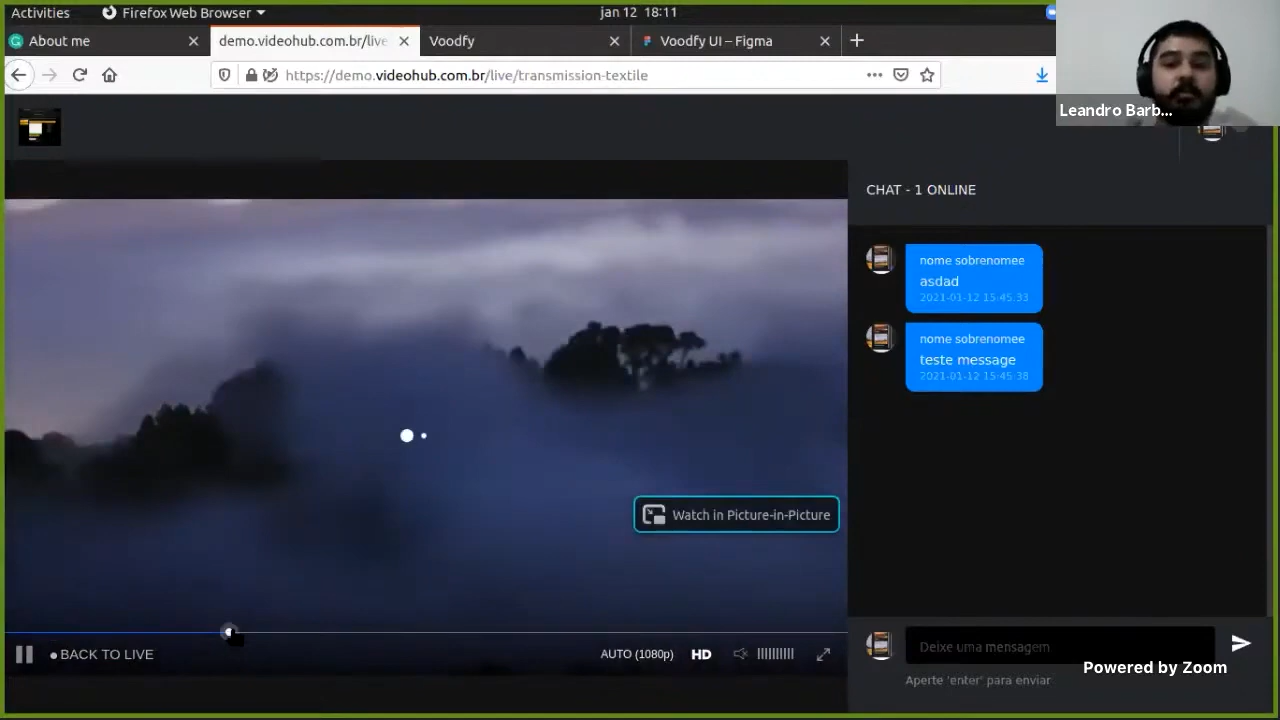 Activities
Firefox Web Browser
jan 12 18:11
About me
demo.videohub.com.br/live
Voodfy
Voodfy UI – Figma
https://demo.videohub.com.br/live/transmission-textile
Leandro Barb...
CHAT - 1 ONLINE
nome sobrenomee
asdad
2021-01-12 15:45:33
nome sobrenomee
teste message
2021-01-12 15:45:38
Watch in Picture-in-Picture
BACK TO LIVE
AUTO (1080p)
HD
Deixe uma mensagem
Aperte 'enter' para enviar
Powered by Zoom